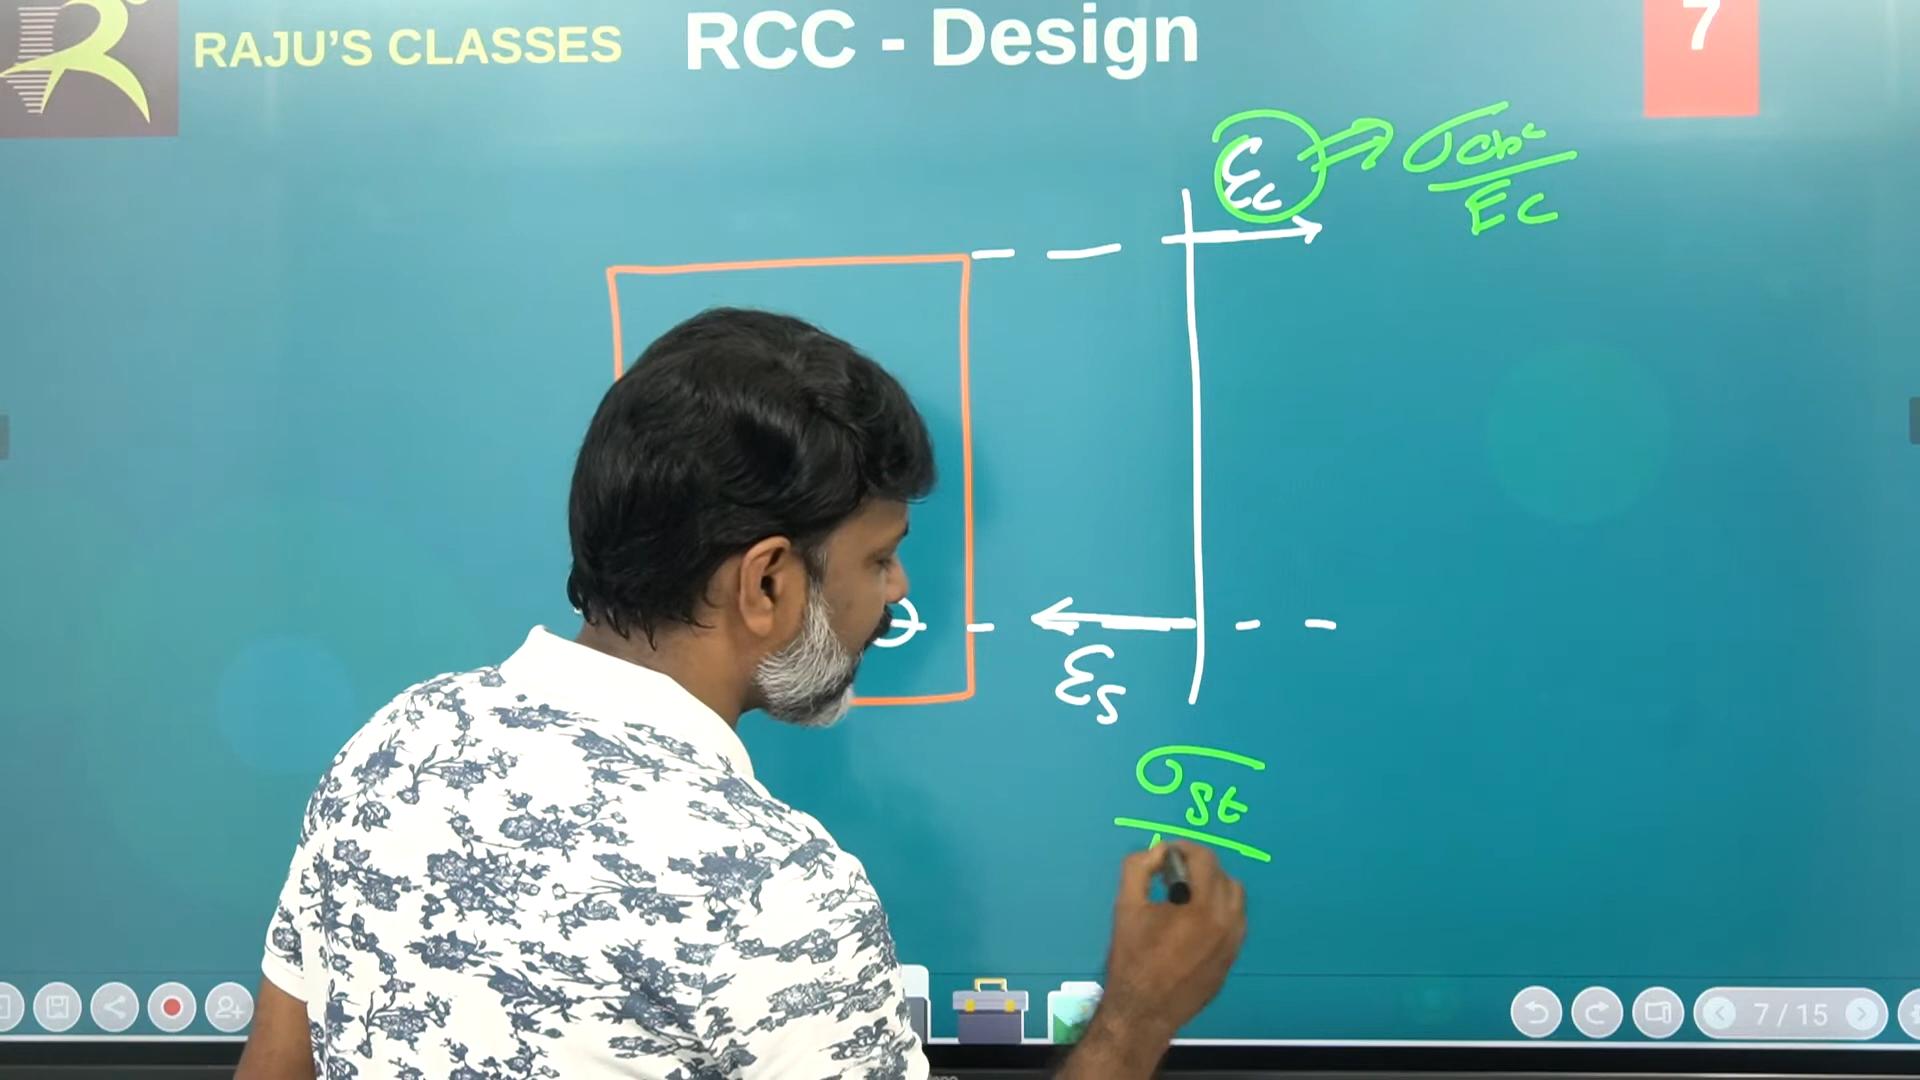 RAJU'S CLASSES
RCC - Design
7
εc
σcbc
Ec
εs
σst
7 / 15